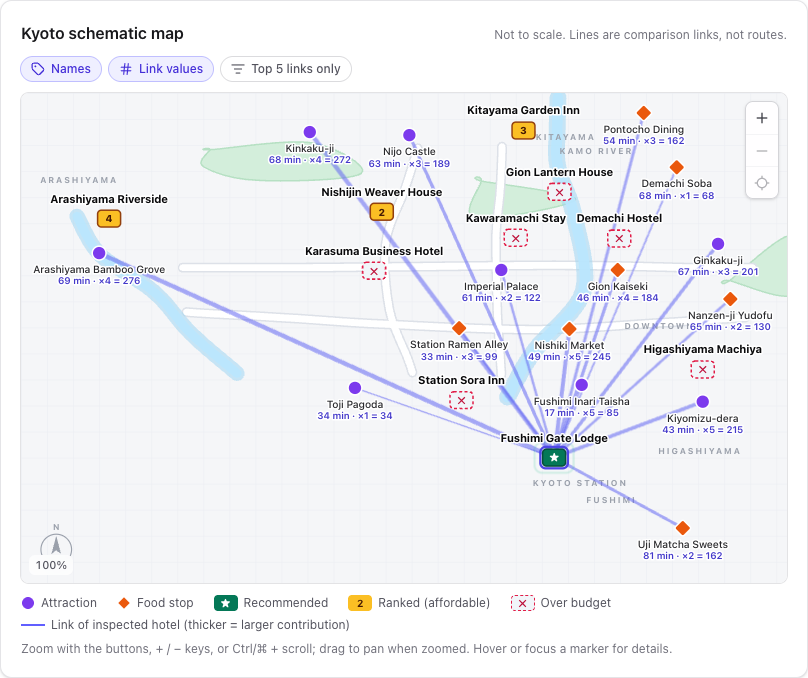 Kyoto schematic map
Not to scale. Lines are comparison links, not routes.
Names
Link values
Top 5 links only
Kitayama Garden Inn
3
KITAYAMA
KAMO RIVER
Pontocho Dining
54 min · ×3 = 162
Kinkaku-ji
68 min · ×4 = 272
Nijo Castle
63 min · ×3 = 189
Gion Lantern House
Demachi Soba
68 min · ×1 = 68
ARASHIYAMA
Arashiyama Riverside
4
Nishijin Weaver House
2
Kawaramachi Stay
Demachi Hostel
Karasuma Business Hotel
Ginkaku-ji
67 min · ×3 = 201
Arashiyama Bamboo Grove
69 min · ×4 = 276
Imperial Palace
61 min · ×2 = 122
Gion Kaiseki
46 min · ×4 = 184
Nanzen-ji Yudofu
65 min · ×2 = 130
DOWNTOWN
Station Ramen Alley
33 min · ×3 = 99
Nishiki Market
49 min · ×5 = 245
Higashiyama Machiya
Station Sora Inn
Toji Pagoda
34 min · ×1 = 34
Fushimi Inari Taisha
17 min · ×5 = 85
Kiyomizu-dera
43 min · ×5 = 215
Fushimi Gate Lodge
HIGASHIYAMA
KYOTO STATION
FUSHIMI
N
100%
Uji Matcha Sweets
81 min · ×2 = 162
Attraction
Food stop
Recommended
2
Ranked (affordable)
Over budget
Link of inspected hotel (thicker = larger contribution)
Zoom with the buttons, + / − keys, or Ctrl/⌘ + scroll; drag to pan when zoomed. Hover or focus a marker for details.